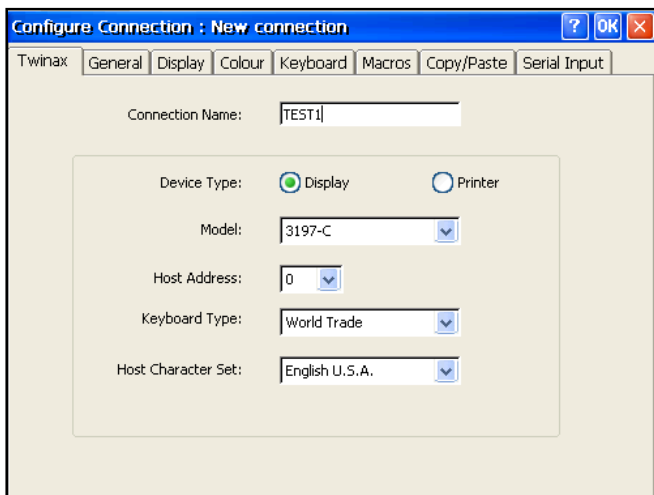 Configure Connection : New connection ? OK
Twinax General Display Colour Keyboard Macros Copy/Paste Serial Input
Connection Name: TEST1
Device Type: Display Printer
Model: 3197-C
Host Address: 0
Keyboard Type: World Trade
Host Character Set: English U.S.A.